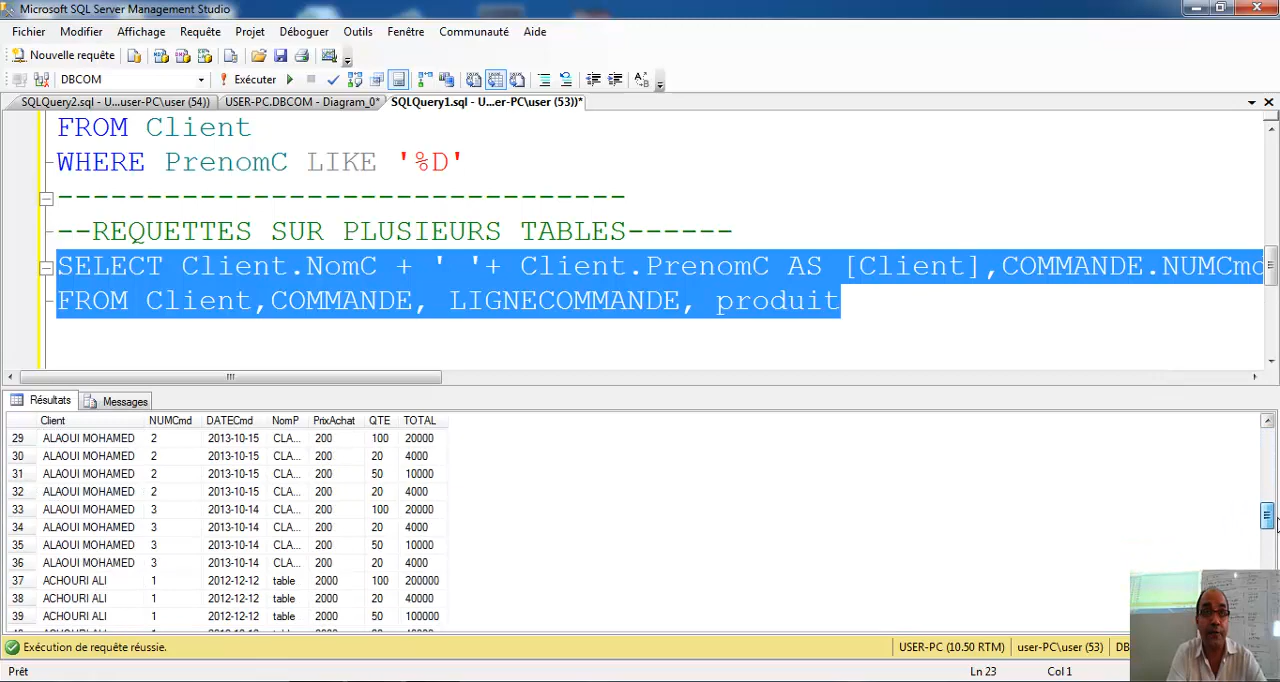 Microsoft SQL Server Management Studio
Fichier Modifier Affichage Requête Projet Déboguer Outils Fenêtre Communauté Aide
Nouvelle requête
DBCOM Exécuter
SQLQuery2.sql - U...user-PC\user (54)) USER-PC.DBCOM - Diagram_0* SQLQuery1.sql - U...er-PC\user (53))*
FROM Client
WHERE PrenomC LIKE '%D'
-------------------------------
--REQUETTES SUR PLUSIEURS TABLES------
SELECT Client.NomC + ' '+ Client.PrenomC AS [Client],COMMANDE.NUMCmd
FROM Client,COMMANDE, LIGNECOMMANDE, produit
Résultats Messages
Client NUMCmd DATECmd NomP PrixAchat QTE TOTAL
29 ALAOUI MOHAMED 2 2013-10-15 CLA... 200 100 20000
30 ALAOUI MOHAMED 2 2013-10-15 CLA... 200 20 4000
31 ALAOUI MOHAMED 2 2013-10-15 CLA... 200 50 10000
32 ALAOUI MOHAMED 2 2013-10-15 CLA... 200 20 4000
33 ALAOUI MOHAMED 3 2013-10-14 CLA... 200 100 20000
34 ALAOUI MOHAMED 3 2013-10-14 CLA... 200 20 4000
35 ALAOUI MOHAMED 3 2013-10-14 CLA... 200 50 10000
36 ALAOUI MOHAMED 3 2013-10-14 CLA... 200 20 4000
37 ACHOURI ALI 1 2012-12-12 table 2000 100 200000
38 ACHOURI ALI 1 2012-12-12 table 2000 20 40000
39 ACHOURI ALI 1 2012-12-12 table 2000 50 100000
Exécution de requête réussie. USER-PC (10.50 RTM) user-PC\user (53) DB
Prêt Ln 23 Col 1